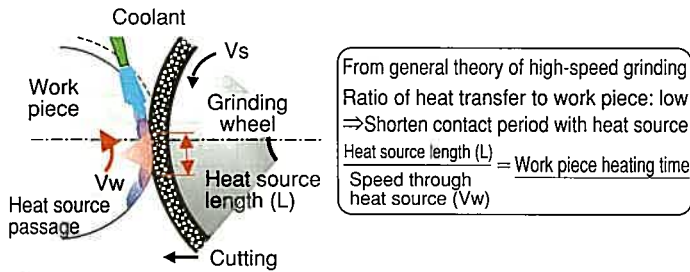 Coolant
Vs
Work
piece
Grinding
wheel
Vw
Heat source
length (L)
Heat source
passage
Cutting
From general theory of high-speed grinding
Ratio of heat transfer to work piece: low
⇒Shorten contact period with heat source
Heat source length (L)
Speed through
heat source (Vw)
= Work piece heating time